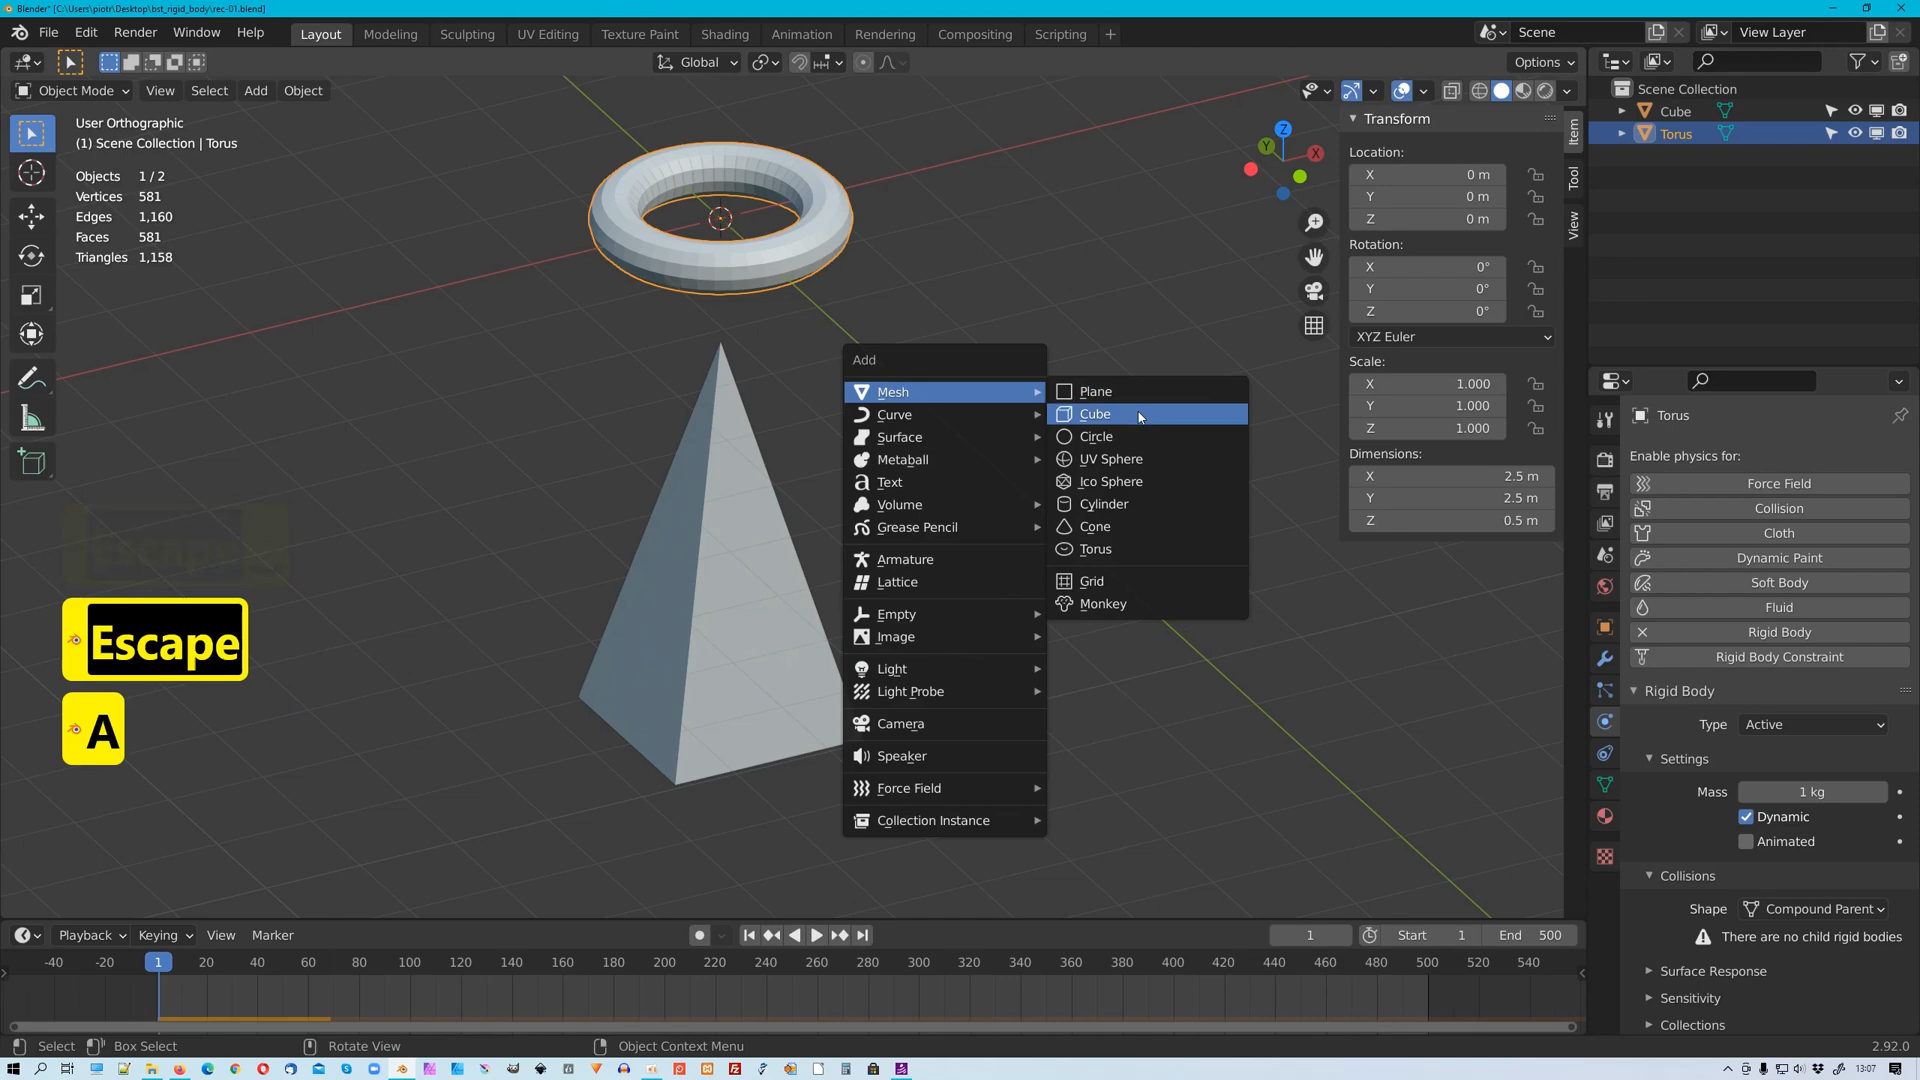 Blender* [C:\Users\piotr\Desktop\bst_rigid_body\rec-01.blend]
File Edit Render Window Help
Layout Modeling Sculpting UV Editing Texture Paint Shading Animation Rendering Compositing Scripting +
Scene
View Layer
Global
Options
Object Mode View Select Add Object
User Orthographic
(1) Scene Collection | Torus
Objects 1 / 2
Vertices 581
Edges 1,160
Faces 581
Triangles 1,158
Z
Y
X
Transform
Location:
X 0 m
Y 0 m
Z 0 m
Rotation:
X 0°
Y 0°
Z 0°
XYZ Euler
Scale:
X 1.000
Y 1.000
Z 1.000
Dimensions:
X 2.5 m
Y 2.5 m
Z 0.5 m
Item
Tool
View
Scene Collection
Cube
Torus
Add
Mesh
Curve
Surface
Metaball
Text
Volume
Grease Pencil
Armature
Lattice
Empty
Image
Light
Light Probe
Camera
Speaker
Force Field
Collection Instance
Plane
Cube
Circle
UV Sphere
Ico Sphere
Cylinder
Cone
Torus
Grid
Monkey
Escape
Escape
A
Torus
Enable physics for:
Force Field
Collision
Cloth
Dynamic Paint
Soft Body
Fluid
Rigid Body
Rigid Body Constraint
Rigid Body
Type Active
Settings
Mass 1 kg
Dynamic
Animated
Collisions
Shape Compound Parent
There are no child rigid bodies
Surface Response
Sensitivity
Collections
Playback Keying View Marker
1 Start 1 End 500
-40 -20 1 20 40 60 80 100 120 140 160 180 200 220 240 260 280 300 320 340 360 380 400 420 440 460 480 500 520 540
Select Box Select Rotate View Object Context Menu 2.92.0
13:07